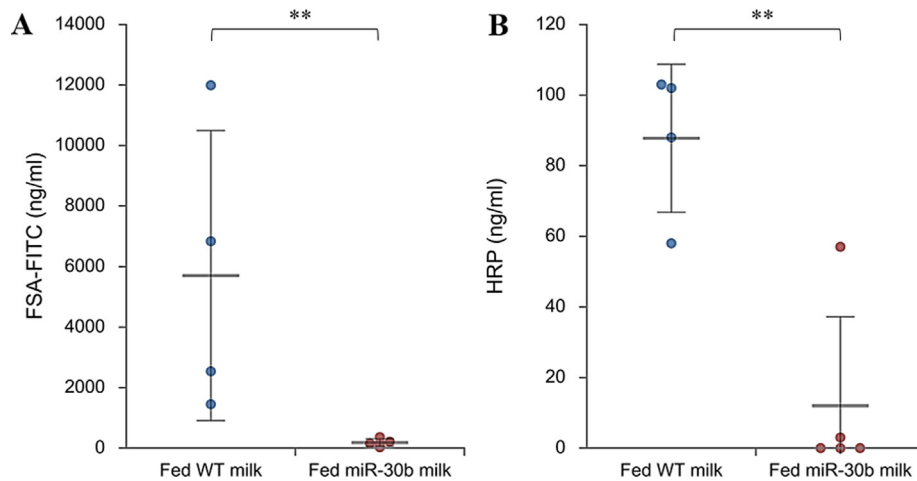 A
**
FSA-FITC (ng/ml)
14000
12000
10000
8000
6000
4000
2000
0
Fed WT milk
Fed miR-30b milk
B
**
HRP (ng/ml)
120
100
80
60
40
20
0
Fed WT milk
Fed miR-30b milk